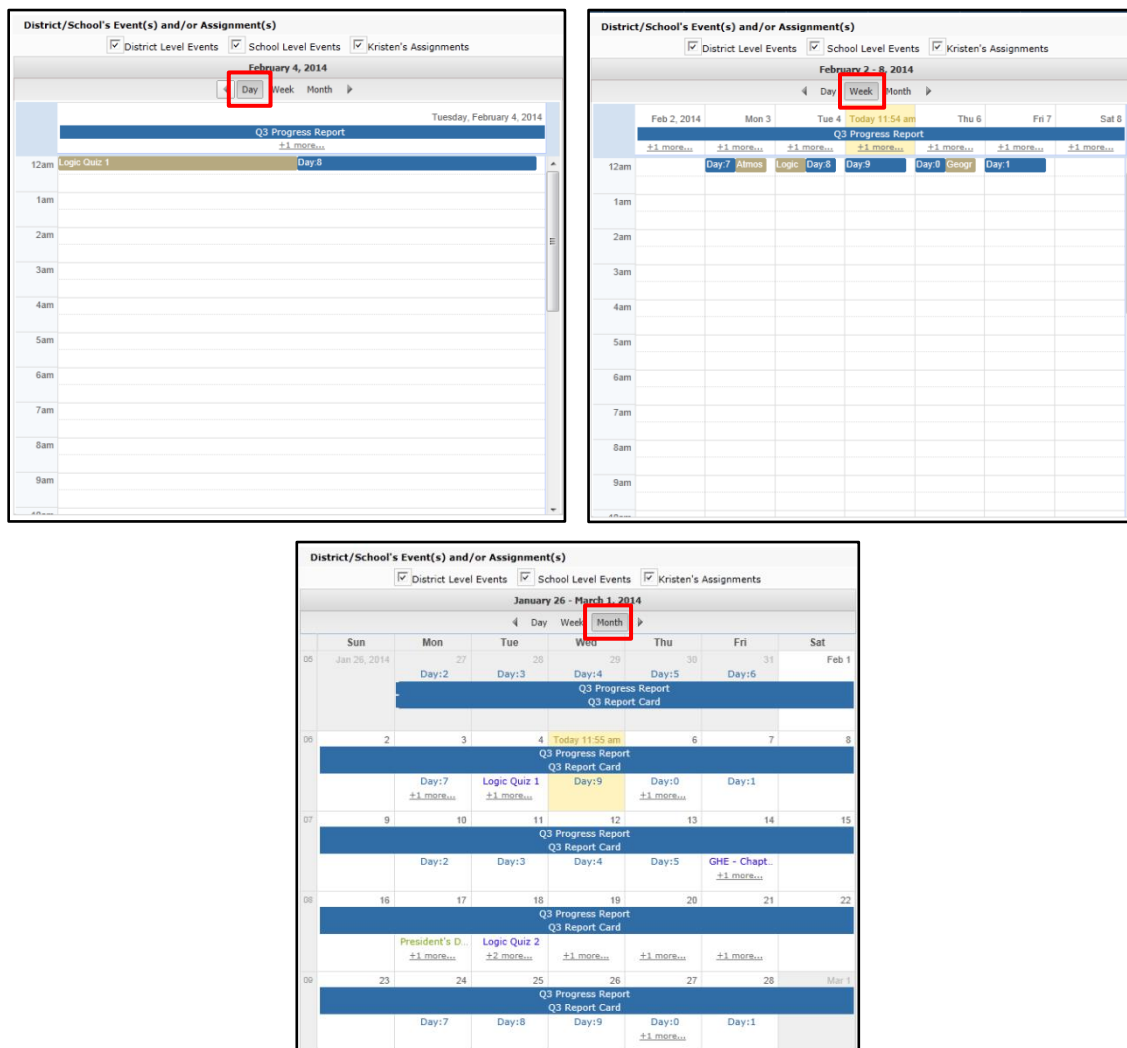 District/School's Event(s) and/or Assignment(s)
District Level Events School Level Events Kristen's Assignments
February 4, 2014
Day Week Month
Tuesday, February 4, 2014
Q3 Progress Report
+1 more...
12am Logic Quiz 1 Day:8
1am
2am
3am
4am
5am
6am
7am
8am
9am
District/School's Event(s) and/or Assignment(s)
District Level Events School Level Events Kristen's Assignments
February 2 - 8, 2014
Day Week Month
Feb 2, 2014 Mon 3 Tue 4 Today 11:54 am Thu 6 Fri 7 Sat 8
Q3 Progress Report
+1 more... +1 more... +1 more... +1 more... +1 more... +1 more... +1 more...
12am Day:7 Atmos Logic Day:8 Day:9 Day:0 Geogr Day:1
1am
2am
3am
4am
5am
6am
7am
8am
9am
District/School's Event(s) and/or Assignment(s)
District Level Events School Level Events Kristen's Assignments
January 26 - March 1, 2014
Day Week Month
Sun Mon Tue Wed Thu Fri Sat
05 Jan 26, 2014 27 28 29 30 31 Feb 1
Day:2 Day:3 Day:4 Day:5 Day:6
Q3 Progress Report
Q3 Report Card
06 2 3 4 Today 11:55 am 6 7 8
Q3 Progress Report
Q3 Report Card
Day:7 Logic Quiz 1 Day:9 Day:0 Day:1
+1 more... +1 more... +1 more...
07 9 10 11 12 13 14 15
Q3 Progress Report
Q3 Report Card
Day:2 Day:3 Day:4 Day:5 GHE - Chapt..
+1 more...
08 16 17 18 19 20 21 22
Q3 Progress Report
Q3 Report Card
President's D... Logic Quiz 2
+1 more... +2 more... +1 more... +1 more... +1 more...
09 23 24 25 26 27 28 Mar 1
Q3 Progress Report
Q3 Report Card
Day:7 Day:8 Day:9 Day:0 Day:1
+1 more...